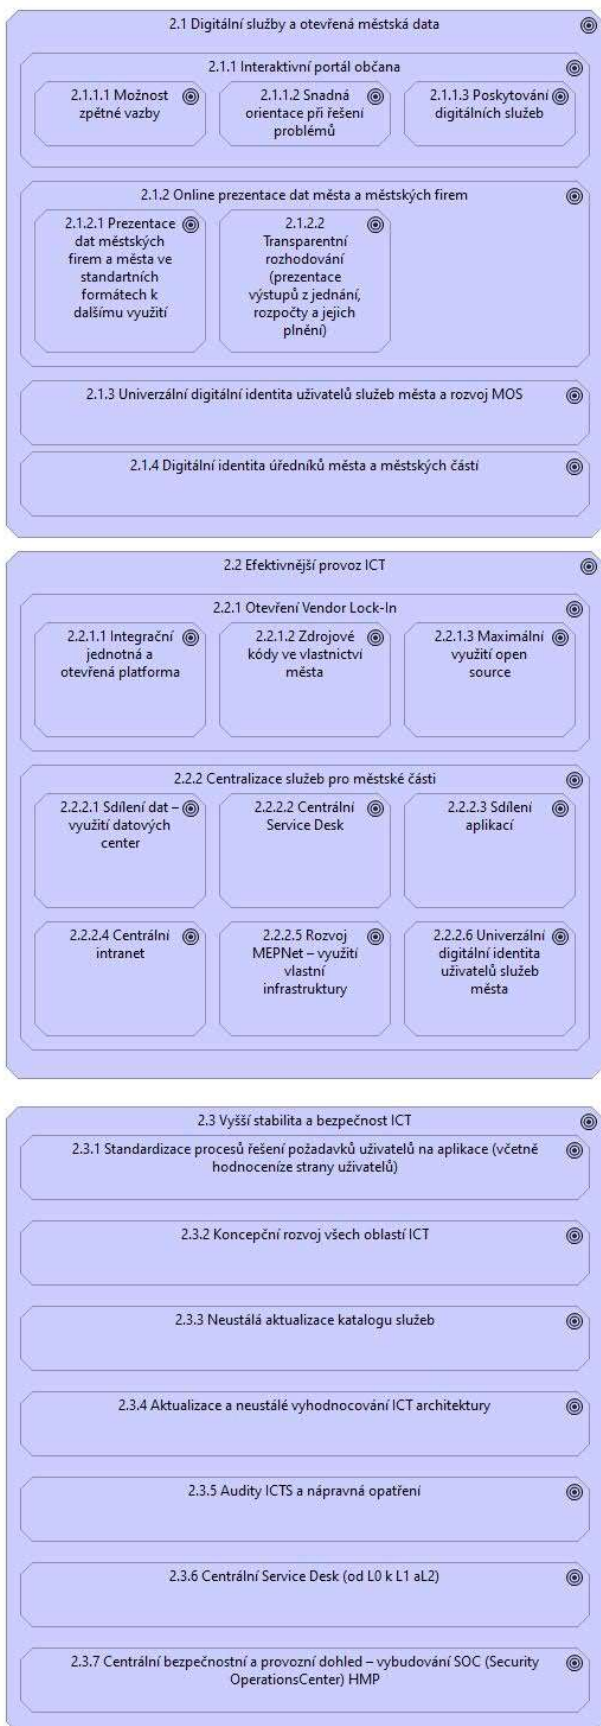 2.1 Digitální služby a otevřená městská data
2.1.1 Interaktivní portál občana
2.1.1.1 Možnost
zpětné vazby
2.1.1.2 Snadná
orientace při řešení
problémů
2.1.1.3 Poskytování
digitálních služeb
2.1.2 Online prezentace dat města a městských firem
2.1.2.1 Prezentace
dat městských
firem a města ve
standartních
formátech k
dalšímu využití
2.1.2.2
Transparentní
rozhodování
(prezentace
výstupů z jednání,
rozpočty a jejich
plnění)
2.1.3 Univerzální digitální identita uživatelů služeb města a rozvoj MOS
2.1.4 Digitální identita úředníků města a městských částí
2.2 Efektivnější provoz ICT
2.2.1 Otevření Vendor Lock-In
2.2.1.1 Integrační
jednotná a
otevřená platforma
2.2.1.2 Zdrojové
kódy ve vlastnictví
města
2.2.1.3 Maximální
využití open
source
2.2.2 Centralizace služeb pro městské části
2.2.2.1 Sdílení dat –
využití datových
center
2.2.2.2 Centrální
Service Desk
2.2.2.3 Sdílení
aplikací
2.2.2.4 Centrální
intranet
2.2.2.5 Rozvoj
MEPNet – využití
vlastní
infrastruktury
2.2.2.6 Univerzální
digitální identita
uživatelů služeb
města
2.3 Vyšší stabilita a bezpečnost ICT
2.3.1 Standardizace procesů řešení požadavků uživatelů na aplikace (včetně
hodnoceníze strany uživatelů)
2.3.2 Koncepční rozvoj všech oblastí ICT
2.3.3 Neustálá aktualizace katalogu služeb
2.3.4 Aktualizace a neustálé vyhodnocování ICT architektury
2.3.5 Audity ICTS a nápravná opatření
2.3.6 Centrální Service Desk (od L0 k L1 aL2)
2.3.7 Centrální bezpečnostní a provozní dohled – vybudování SOC (Security
OperationsCenter) HMP